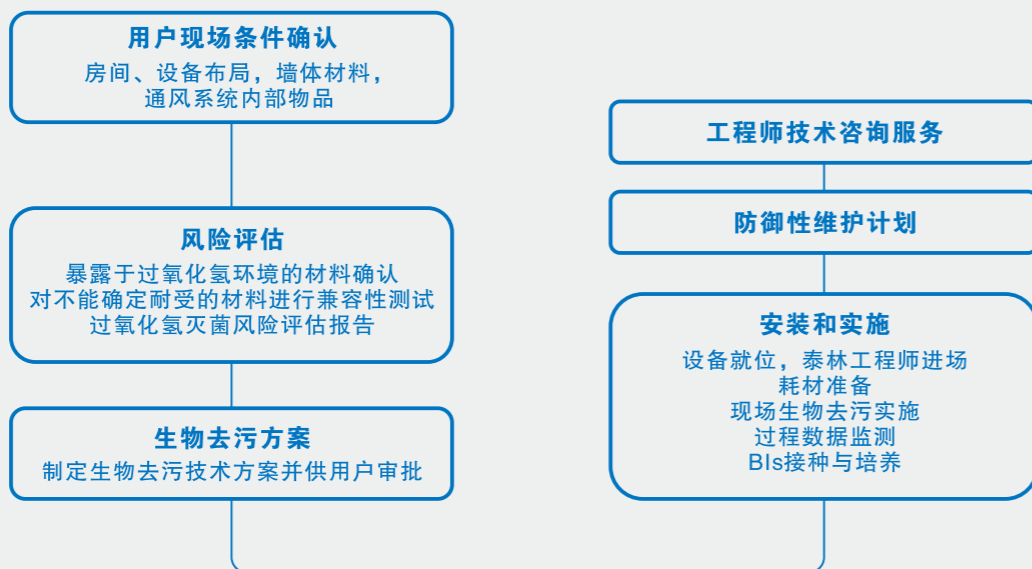 用户现场条件确认
房间、设备布局，墙体材料，
通风系统内部物品
风险评估
暴露于过氧化氢环境的材料确认
对不能确定耐受的材料进行兼容性测试
过氧化氢灭菌风险评估报告
生物去污方案
制定生物去污技术方案并供用户审批
工程师技术咨询服务
防御性维护计划
安装和实施
设备就位，泰林工程师进场
耗材准备
现场生物去污实施
过程数据监测
BIs接种与培养